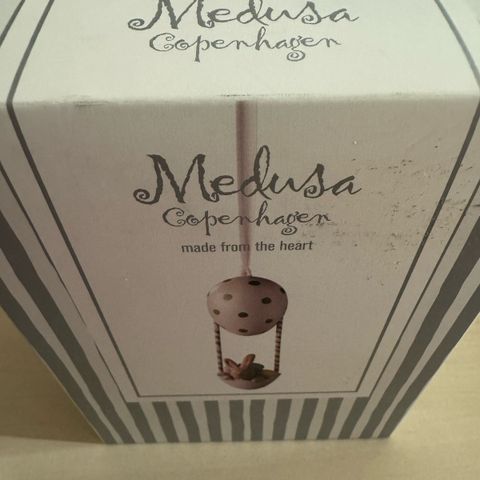 Medusa
Copenhagen
Medusa
Copenhagen
made from the heart